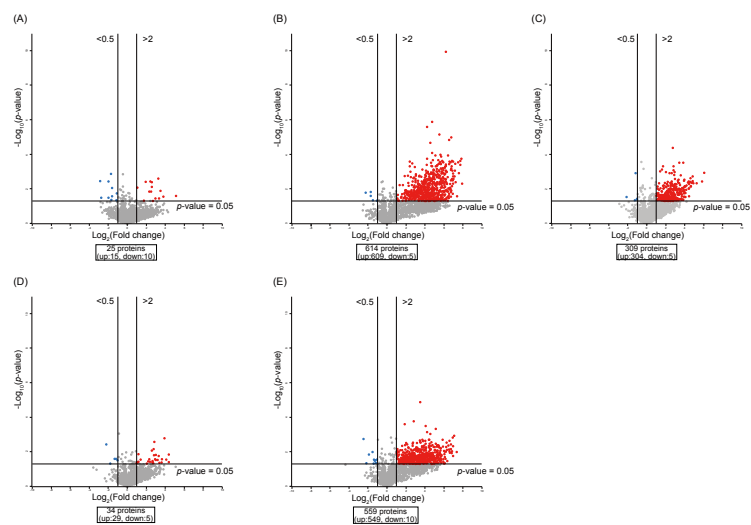 (A)
<0.5
>2
-Log10(p-value)
p-value = 0.05
Log2(Fold change)
25 proteins
(up:15, down:10)
(B)
<0.5
>2
-Log10(p-value)
p-value = 0.05
Log2(Fold change)
614 proteins
(up:609, down:5)
(C)
<0.5
>2
-Log10(p-value)
p-value = 0.05
Log2(Fold change)
309 proteins
(up:304, down:5)
(D)
<0.5
>2
-Log10(p-value)
p-value = 0.05
Log2(Fold change)
34 proteins
(up:29, down:5)
(E)
<0.5
>2
-Log10(p-value)
p-value = 0.05
Log2(Fold change)
559 proteins
(up:549, down:10)